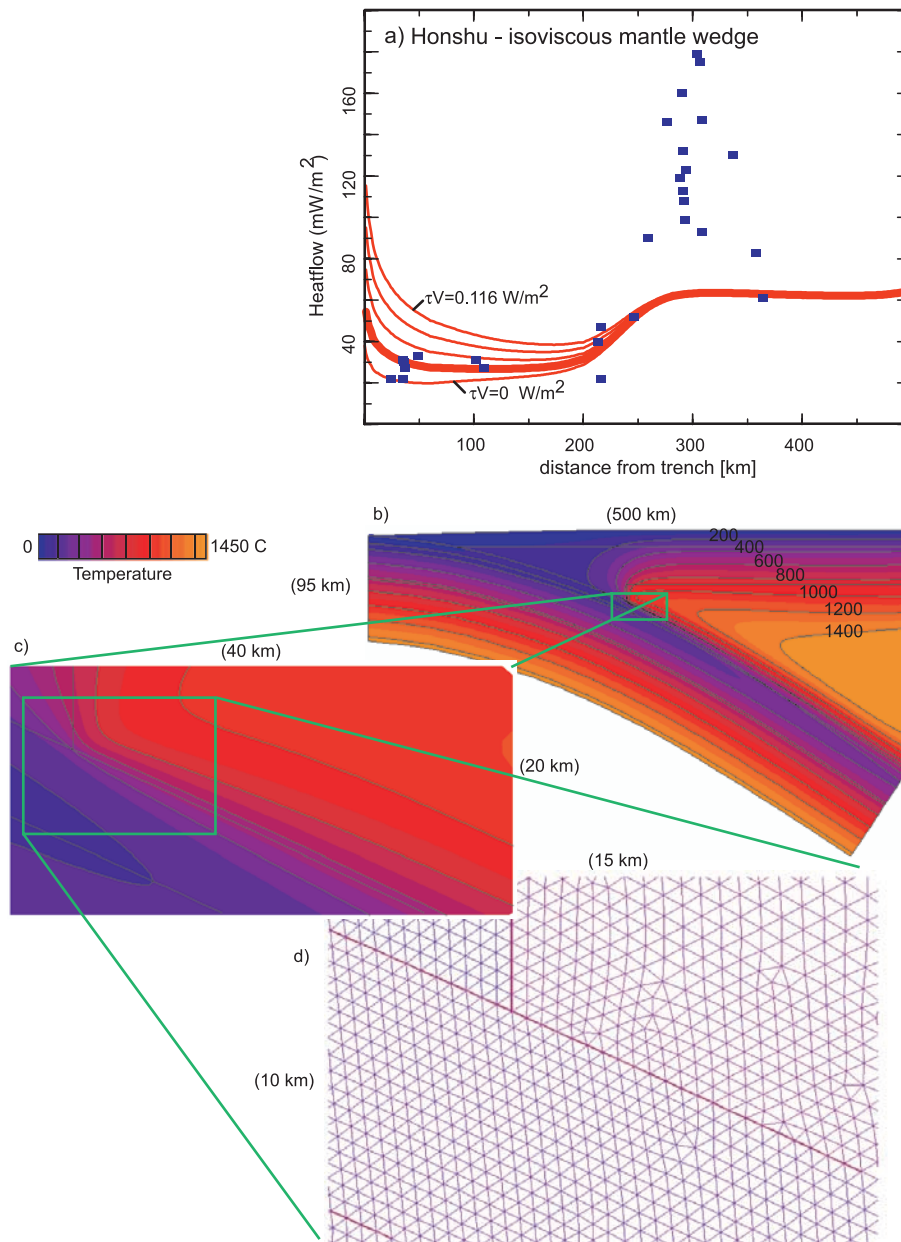 a) Honshu - isoviscous mantle wedge
160
120
80
40
Heatflow (mW/m²)
τV=0.116 W/m²
τV=0 W/m²
100
200
300
400
distance from trench [km]
b)
(500 km)
0
1450 C
Temperature
(95 km)
200
400
600
800
1000
1200
1400
c)
(40 km)
(20 km)
(15 km)
d)
(10 km)